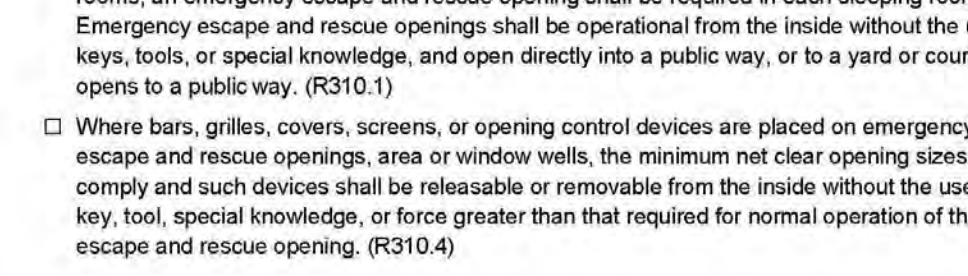 rooms, an emergency escape and rescue opening shall be required in each sleeping
Emergency escape and rescue openings shall be operational from the inside without the
keys, tools, or special knowledge, and open directly into a public way, or to a yard or
opens to a public way. (R310.1)
☐ Where bars, grilles, covers, screens, or opening control devices are placed on emergency
escape and rescue openings, area or window wells, the minimum net clear opening sizes
comply and such devices shall be releasable or removable from the inside without the
key, tool, special knowledge, or force greater than that required for normal operation of
escape and rescue opening. (R310.4)